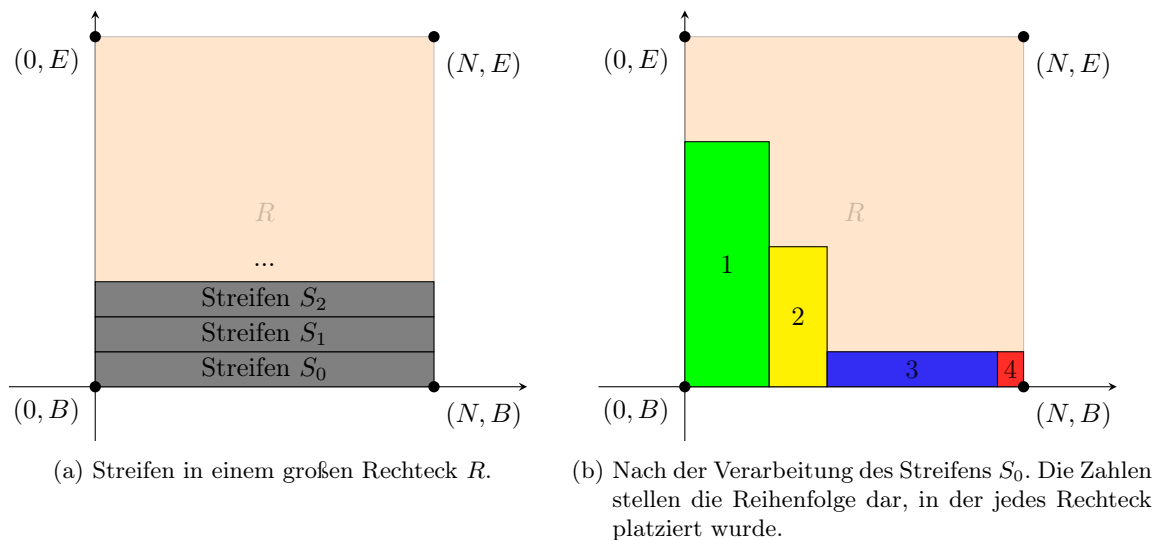 (0, E)
(N, E)
R
...
Streifen S₂
Streifen S₁
Streifen S₀
(0, B)
(N, B)
(a) Streifen in einem großen Rechteck R.
(0, E)
(N, E)
R
1
2
3
4
(0, B)
(N, B)
(b) Nach der Verarbeitung des Streifens S₀. Die Zahlen
stellen die Reihenfolge dar, in der jedes Rechteck
platziert wurde.